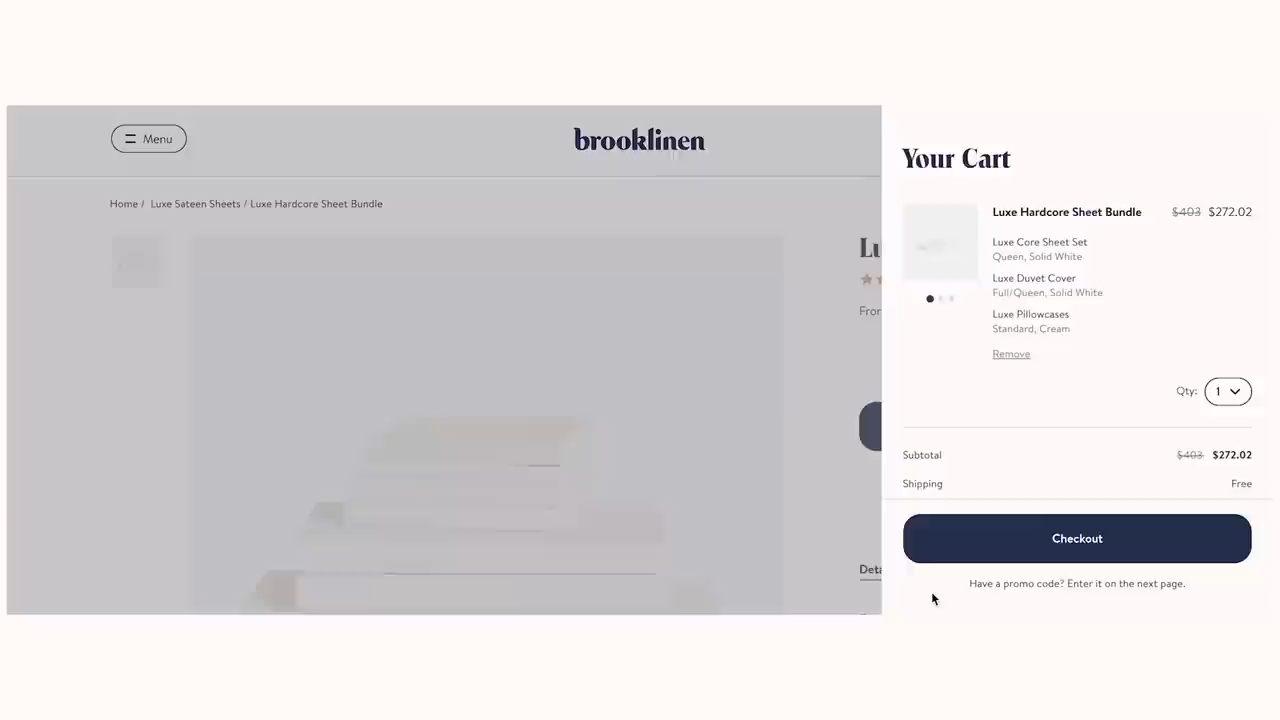 Menu
brooklinen
Home / Luxe Sateen Sheets / Luxe Hardcore Sheet Bundle
Your Cart
Luxe Hardcore Sheet Bundle $403 $272.02
Luxe Core Sheet Set
Queen, Solid White
Luxe Duvet Cover
Full/Queen, Solid White
Luxe Pillowcases
Standard, Cream
Remove
Qty: 1
Subtotal $403 $272.02
Shipping Free
Checkout
Have a promo code? Enter it on the next page.